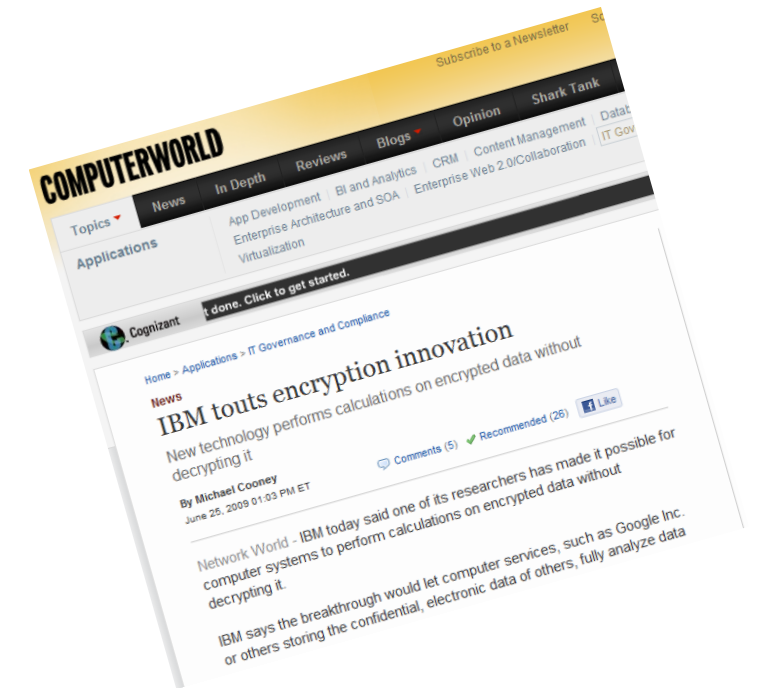 Subscribe to a Newsletter
COMPUTERWORLD
Topics News In Depth Reviews Blogs Opinion Shark Tank
Applications
App Development BI and Analytics CRM Content Management
Enterprise Architecture and SOA Enterprise Web 2.0/Collaboration
Virtualization
Cognizant
t done. Click to get started.
Home > Applications > IT Governance and Compliance
News
IBM touts encryption innovation
New technology performs calculations on encrypted data without
decrypting it
By Michael Cooney
June 25, 2009 01:03 PM ET
Comments (5) Recommended (26) Like
Network World - IBM today said one of its researchers has made it possible for
computer systems to perform calculations on encrypted data without
decrypting it.
IBM says the breakthrough would let computer services, such as Google Inc.
or others storing the confidential, electronic data of others, fully analyze data